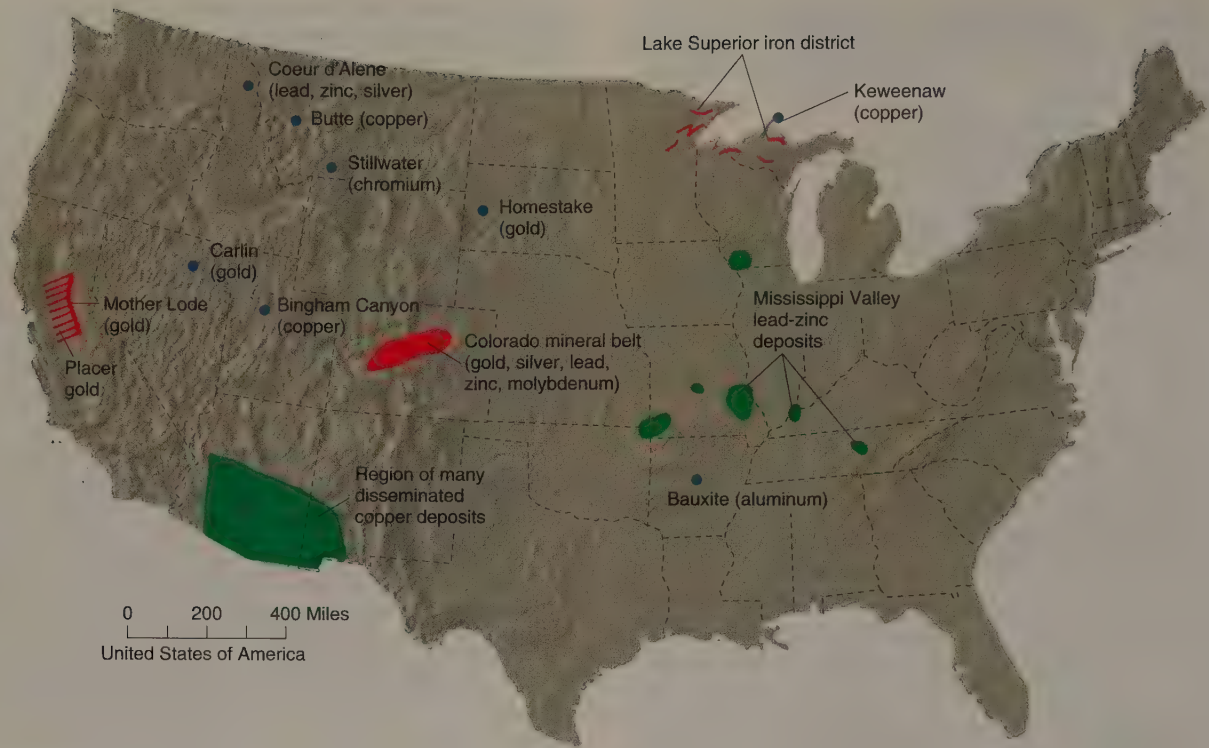 Lake Superior iron district
Coeur d'Alene
(lead, zinc, silver)
Keweenaw
(copper)
Butte (copper)
Stillwater
(chromium)
Homestake
(gold)
Carlin
(gold)
Mother Lode
(gold)
Bingham Canyon
(copper)
Mississippi Valley
lead-zinc
deposits
Colorado mineral belt
(gold, silver, lead,
zinc, molybdenum)
Placer
gold
Region of many
disseminated
copper deposits
Bauxite (aluminum)
0 200 400 Miles
United States of America